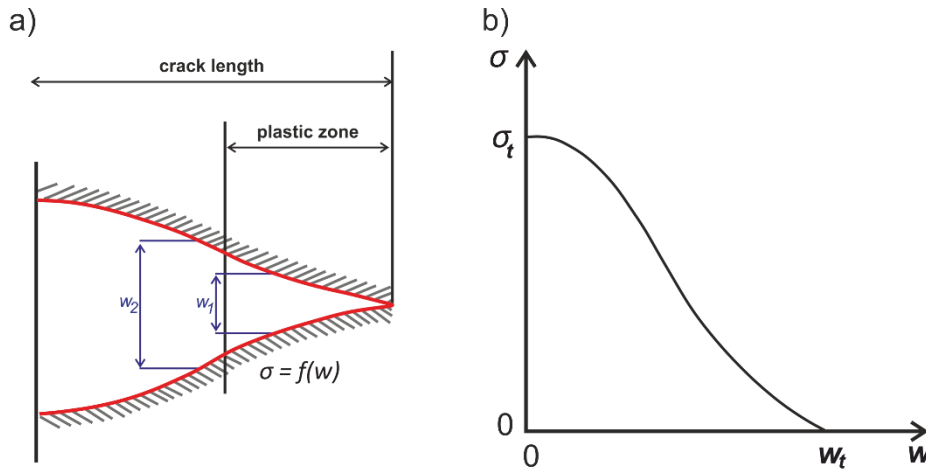 a)
crack length
plastic zone
w2
w1
σ = f(w)
b)
σ
σt
0
0
wt
w